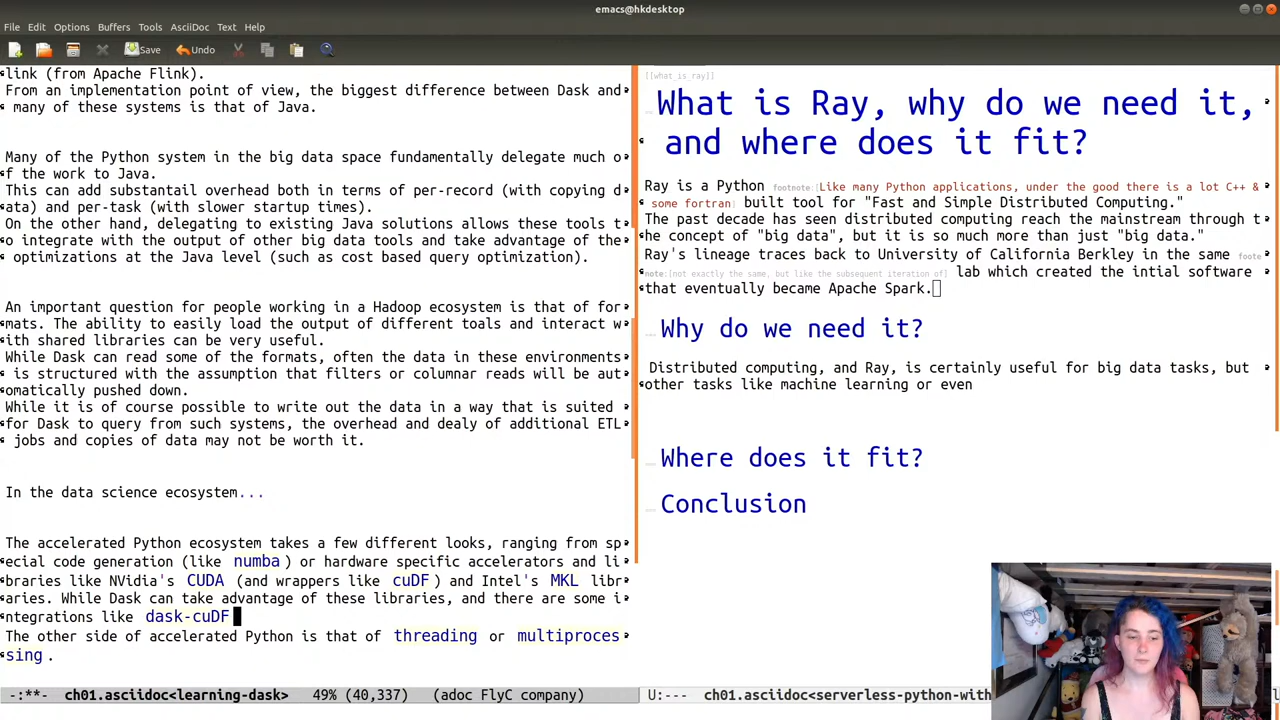 emacs@hkdesktop
File Edit Options Buffers Tools AsciiDoc Text Help
Save Undo
link (from Apache Flink).
From an implementation point of view, the biggest difference between Dask and
many of these systems is that of Java.
Many of the Python system in the big data space fundamentally delegate much o
f the work to Java.
This can add substantail overhead both in terms of per-record (with copying d
ata) and per-task (with slower startup times).
On the other hand, delegating to existing Java solutions allows these tools t
o integrate with the output of other big data tools and take advantage of the
optimizations at the Java level (such as cost based query optimization).
An important question for people working in a Hadoop ecosystem is that of for
mats. The ability to easily load the output of different toals and interact w
ith shared libraries can be very useful.
While Dask can read some of the formats, often the data in these environments
is structured with the assumption that filters or columnar reads will be aut
omatically pushed down.
While it is of course possible to write out the data in a way that is suited
for Dask to query from such systems, the overhead and dealy of additional ETL
jobs and copies of data may not be worth it.
In the data science ecosystem...
The accelerated Python ecosystem takes a few different looks, ranging from sp
ecial code generation (like numba ) or hardware specific accelerators and li
braries like NVidia's CUDA (and wrappers like cuDF ) and Intel's MKL libr
aries. While Dask can take advantage of these libraries, and there are some i
ntegrations like dask-cuDF
The other side of accelerated Python is that of threading or multiproces
sing .
-:**- ch01.asciidoc<learning-dask> 49% (40,337) (adoc FlyC company)
[[what_is_ray]]
What is Ray, why do we need it,
and where does it fit?
Ray is a Python footnote:[Like many Python applications, under the good there is a lot C++ &
some fortran] built tool for "Fast and Simple Distributed Computing."
The past decade has seen distributed computing reach the mainstream through t
he concept of "big data", but it is so much more than just "big data."
Ray's lineage traces back to University of California Berkley in the same foote
note:[not exactly the same, but like the subsequent iteration of] lab which created the intial software
that eventually became Apache Spark.
Why do we need it?
Distributed computing, and Ray, is certainly useful for big data tasks, but
other tasks like machine learning or even
Where does it fit?
Conclusion
U:--- ch01.asciidoc<serverless-python-with